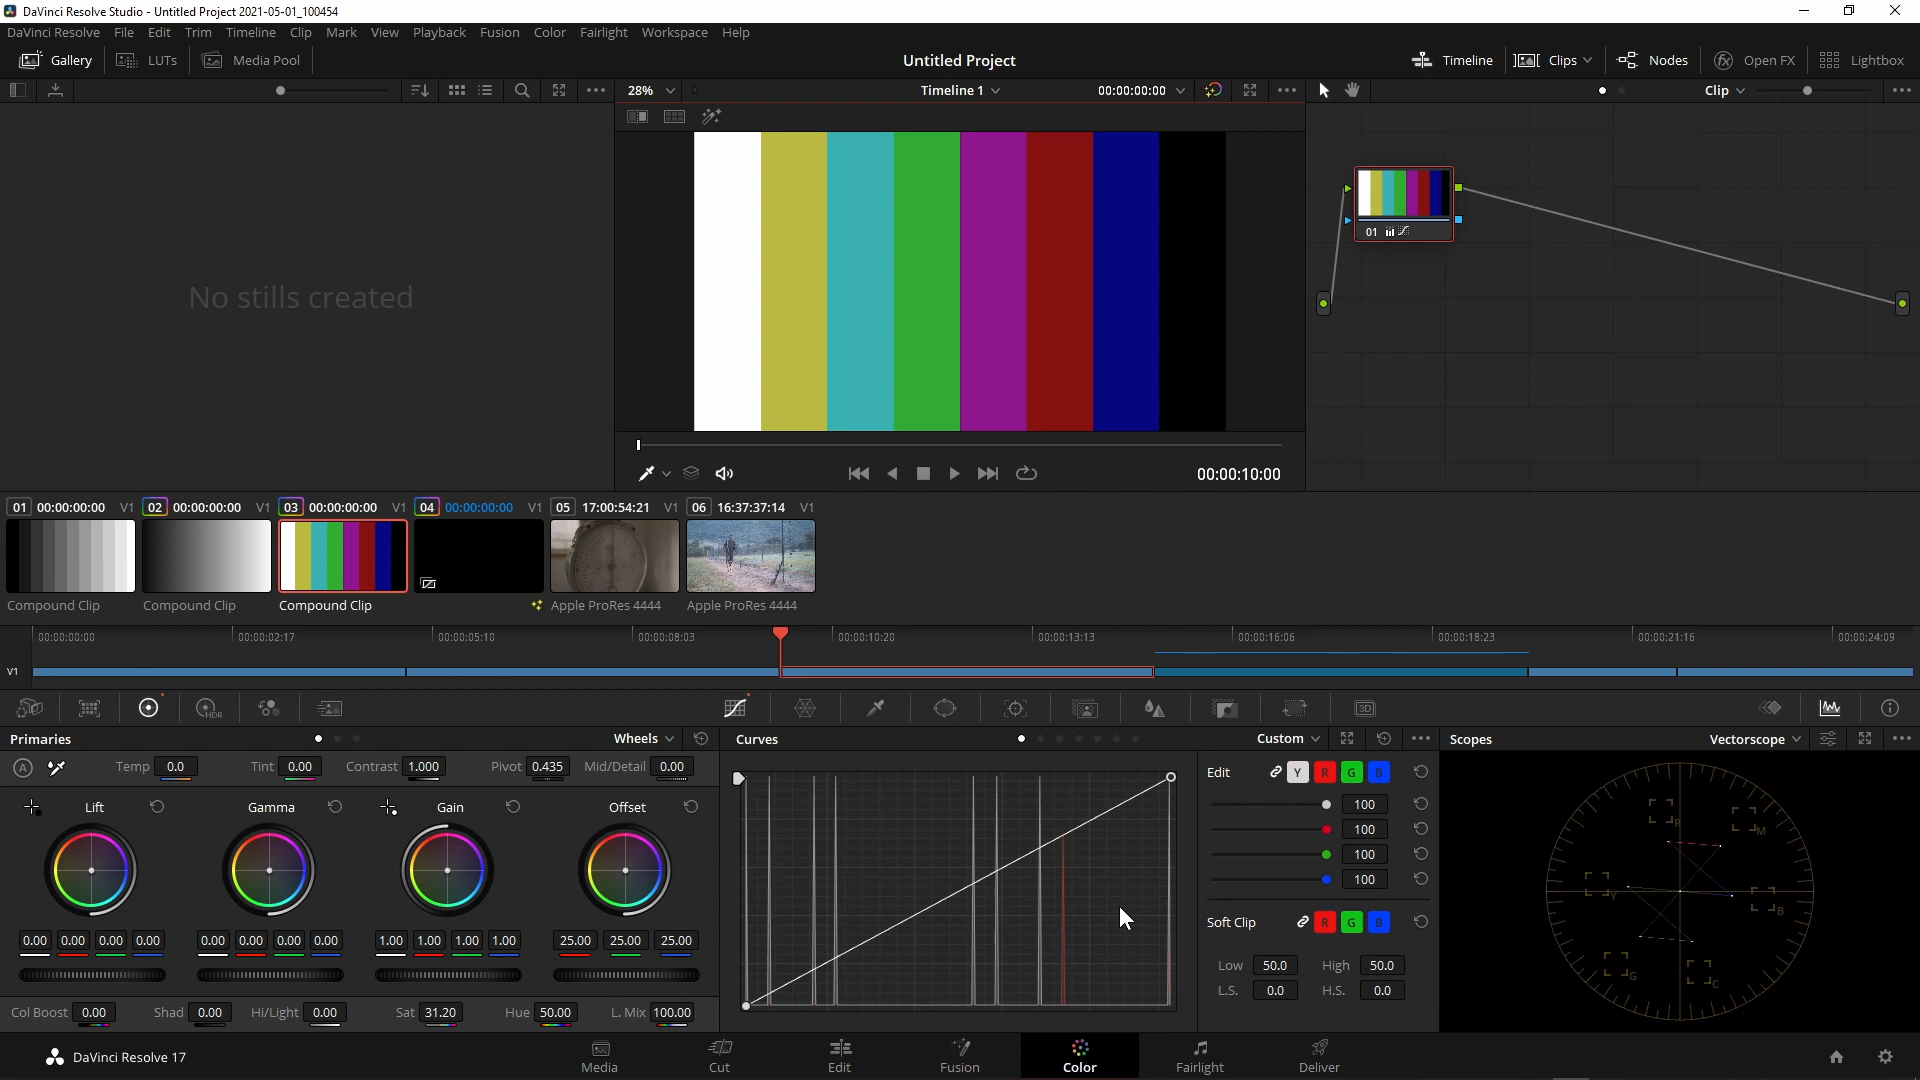 DaVinci Resolve Studio - Untitled Project 2021-05-01_100454
DaVinci Resolve File Edit Trim Timeline Clip Mark View Playback Fusion Color Fairlight Workspace Help
Gallery LUTs Media Pool Untitled Project Timeline Clips Nodes Open FX Lightbox
28% Timeline 1 00:00:00:00 Clip
No stills created
01
00:00:10:00
01 00:00:00:00 V1 02 00:00:00:00 V1 03 00:00:00:00 V1 04 00:00:00:00 V1 05 17:00:54:21 V1 06 16:37:37:14 V1
Compound Clip Compound Clip Compound Clip Apple ProRes 4444 Apple ProRes 4444
00:00:00:00 00:00:02:17 00:00:05:10 00:00:08:03 00:00:10:20 00:00:13:13 00:00:16:06 00:00:18:23 00:00:21:16 00:00:24:09
V1
HDR 3D
Primaries Wheels Curves Custom Scopes Vectorscope
A Temp 0.0 Tint 0.00 Contrast 1.000 Pivot 0.435 Mid/Detail 0.00
Edit Y R G B
Lift Gamma Gain Offset
100
100
100
100
Soft Clip R G B
0.00 0.00 0.00 0.00 0.00 0.00 0.00 0.00 1.00 1.00 1.00 1.00 25.00 25.00 25.00
Low 50.0 High 50.0
L.S. 0.0 H.S. 0.0
R M Y B G C
Col Boost 0.00 Shad 0.00 Hi/Light 0.00 Sat 31.20 Hue 50.00 L. Mix 100.00
DaVinci Resolve 17 Media Cut Edit Fusion Color Fairlight Deliver